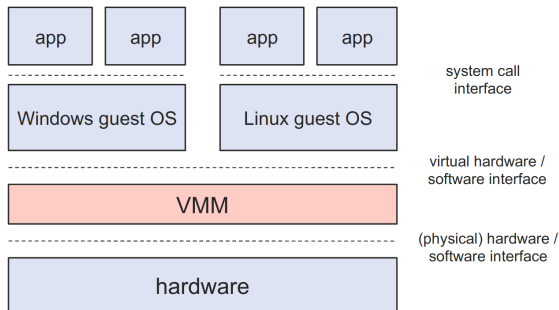 app
app
app
app
system call
interface
Windows guest OS
Linux guest OS
virtual hardware /
software interface
VMM
(physical) hardware /
software interface
hardware